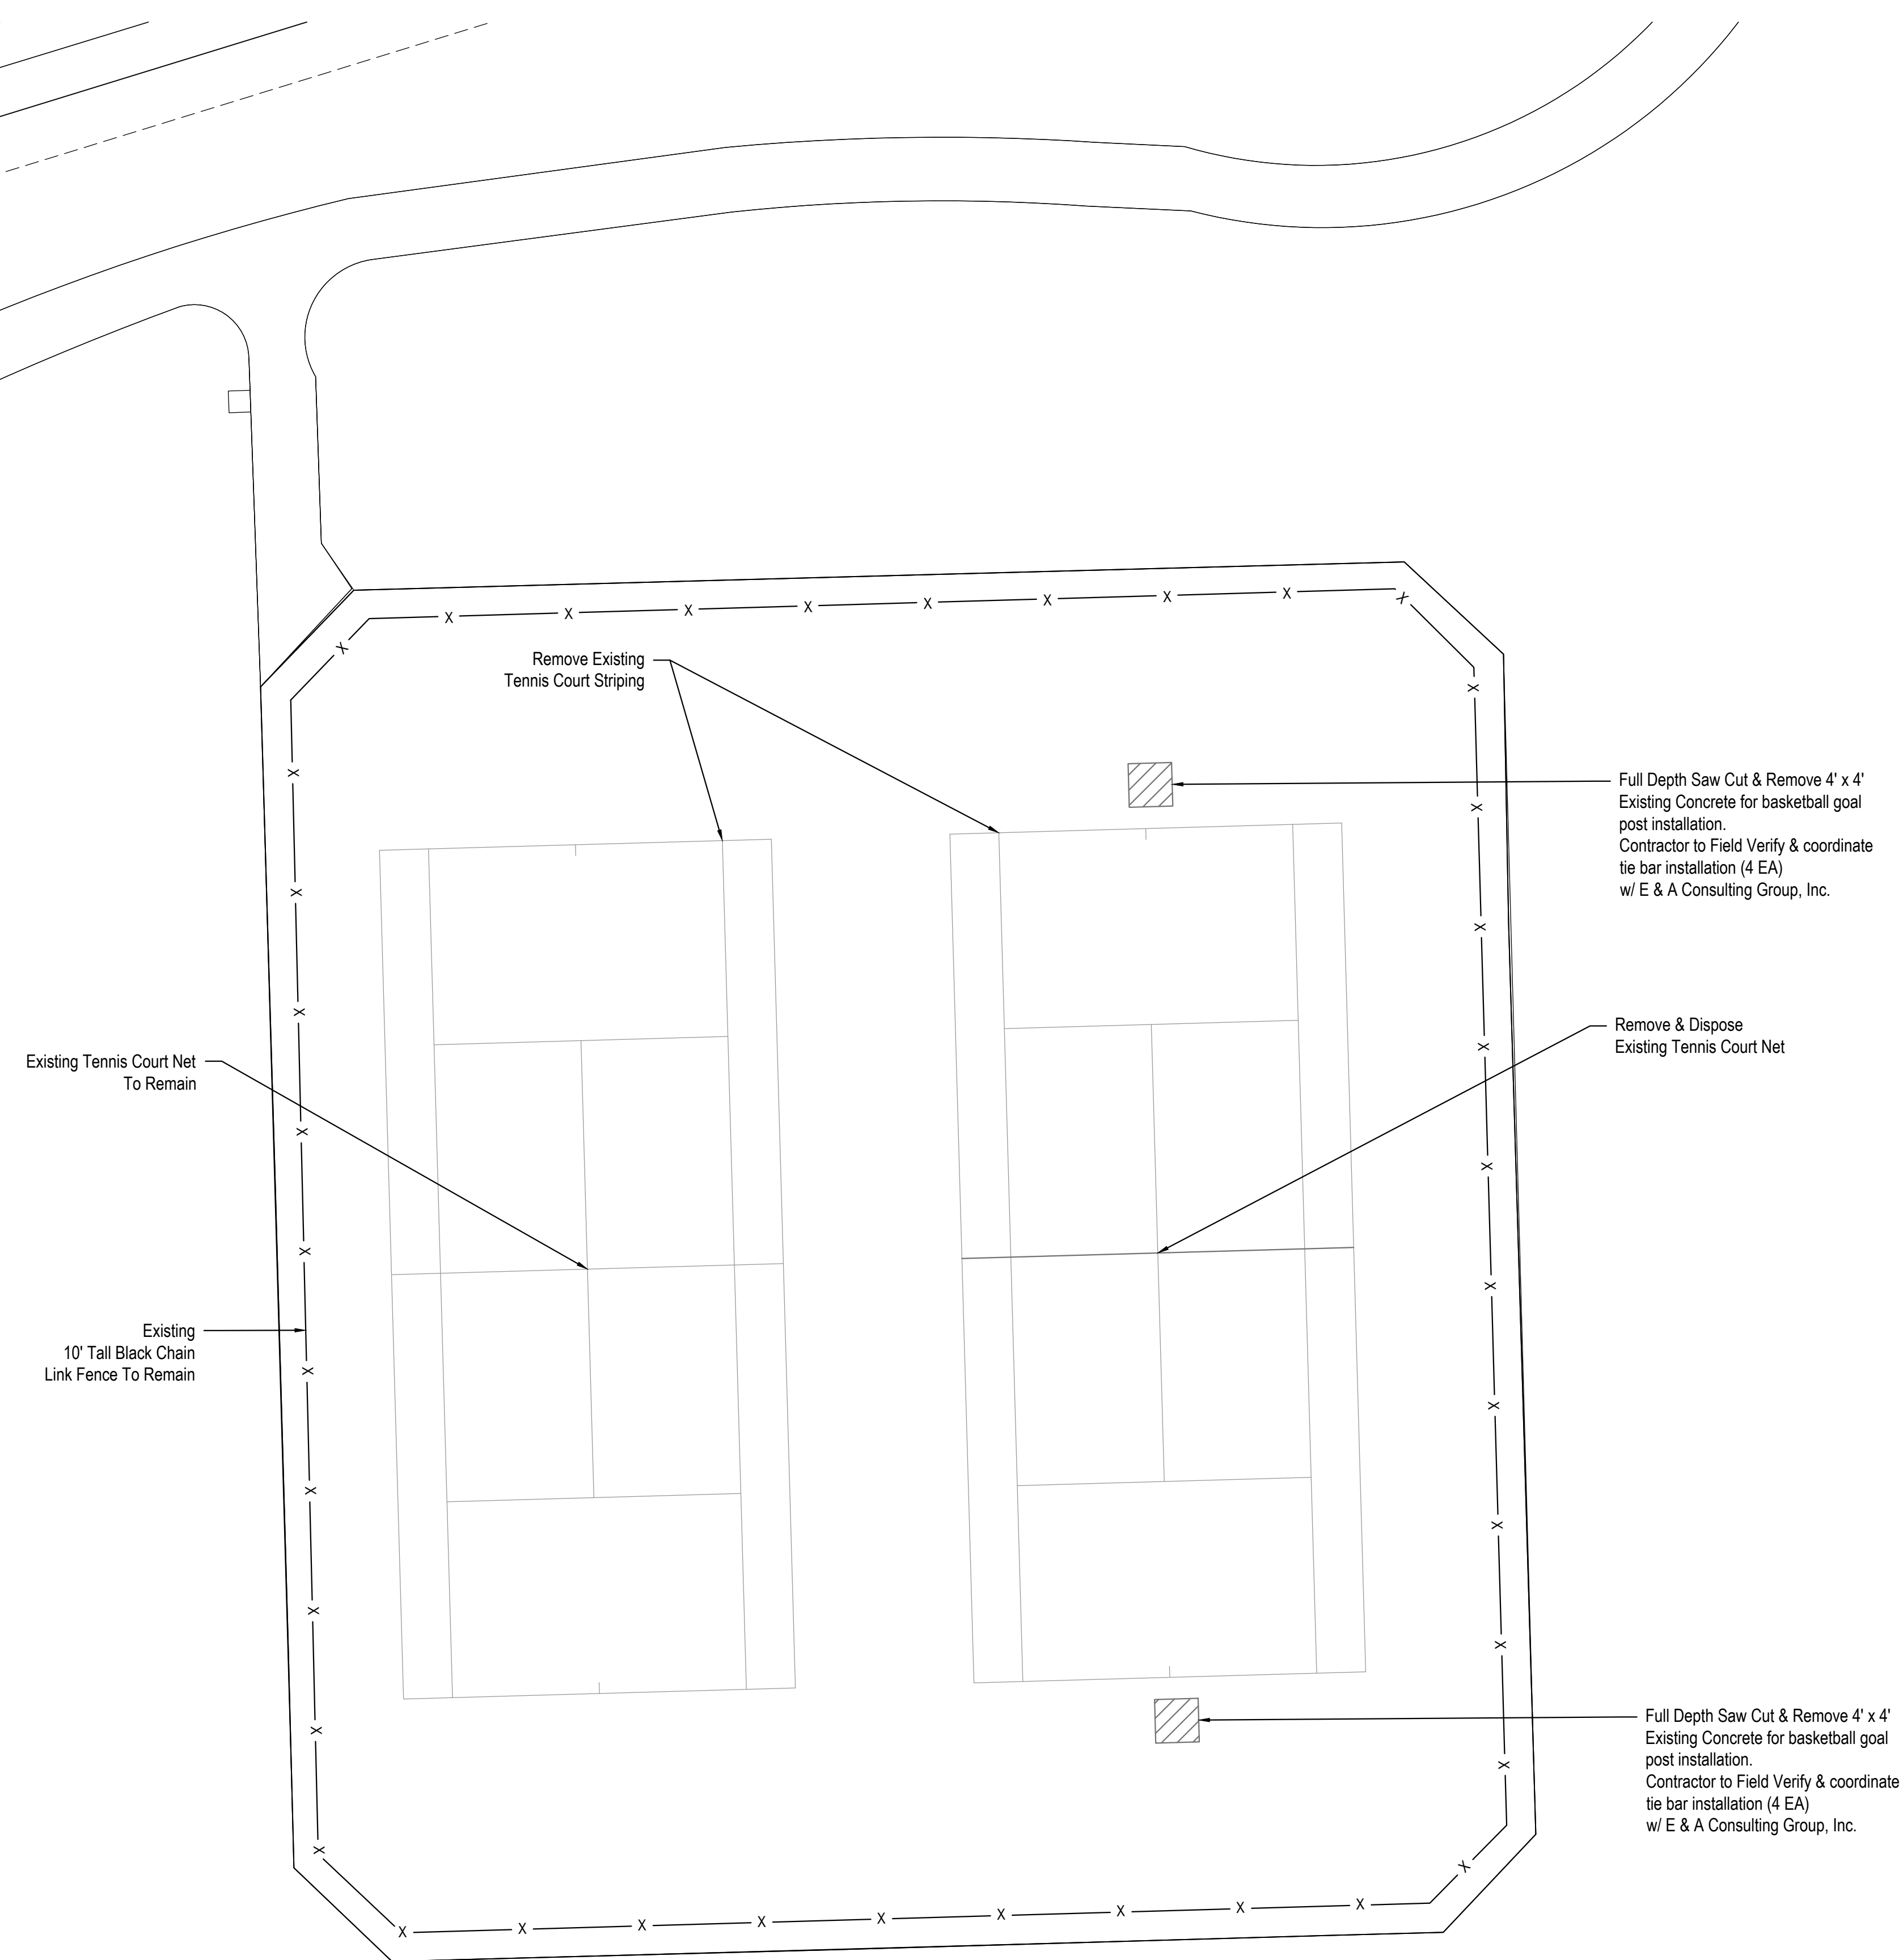 Remove Existing
Tennis Court Striping
Full Depth Saw Cut & Remove 4' x 4'
Existing Concrete for basketball goal
post installation.
Contractor to Field Verify & coordinate
tie bar installation (4 EA)
w/ E & A Consulting Group, Inc.
Remove & Dispose
Existing Tennis Court Net
Existing Tennis Court Net
To Remain
Existing
10' Tall Black Chain
Link Fence To Remain
Full Depth Saw Cut & Remove 4' x 4'
Existing Concrete for basketball goal
post installation.
Contractor to Field Verify & coordinate
tie bar installation (4 EA)
w/ E & A Consulting Group, Inc.